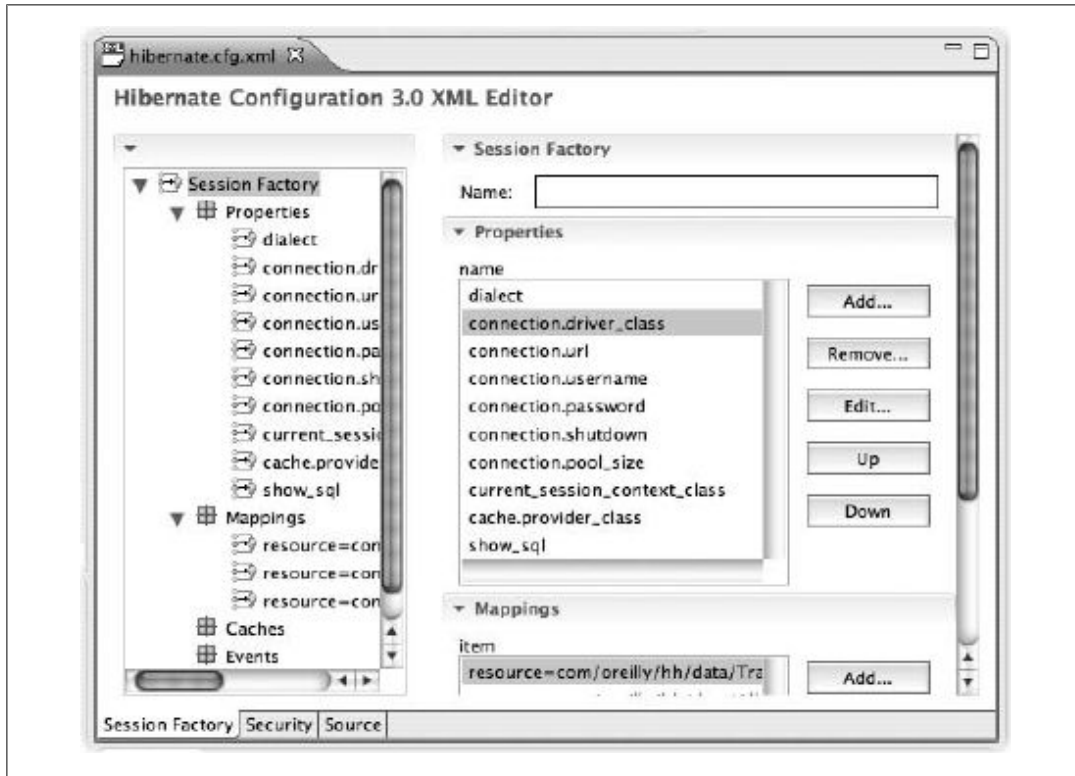 hibernate.cfg.xml
Hibernate Configuration 3.0 XML Editor
Session Factory
Properties
dialect
connection.dr
connection.ur
connection.us
connection.pa
connection.sh
connection.po
current_sessi
cache.provide
show_sql
Mappings
resource=con
resource=con
resource=con
Caches
Events
Session Factory
Name:
Properties
name
dialect
connection.driver_class
connection.url
connection.username
connection.password
connection.shutdown
connection.pool_size
current_session_context_class
cache.provider_class
show_sql
Add...
Remove...
Edit...
Up
Down
Mappings
item
resource=com/oreilly/hh/data/Tra
Add...
Session Factory Security Source